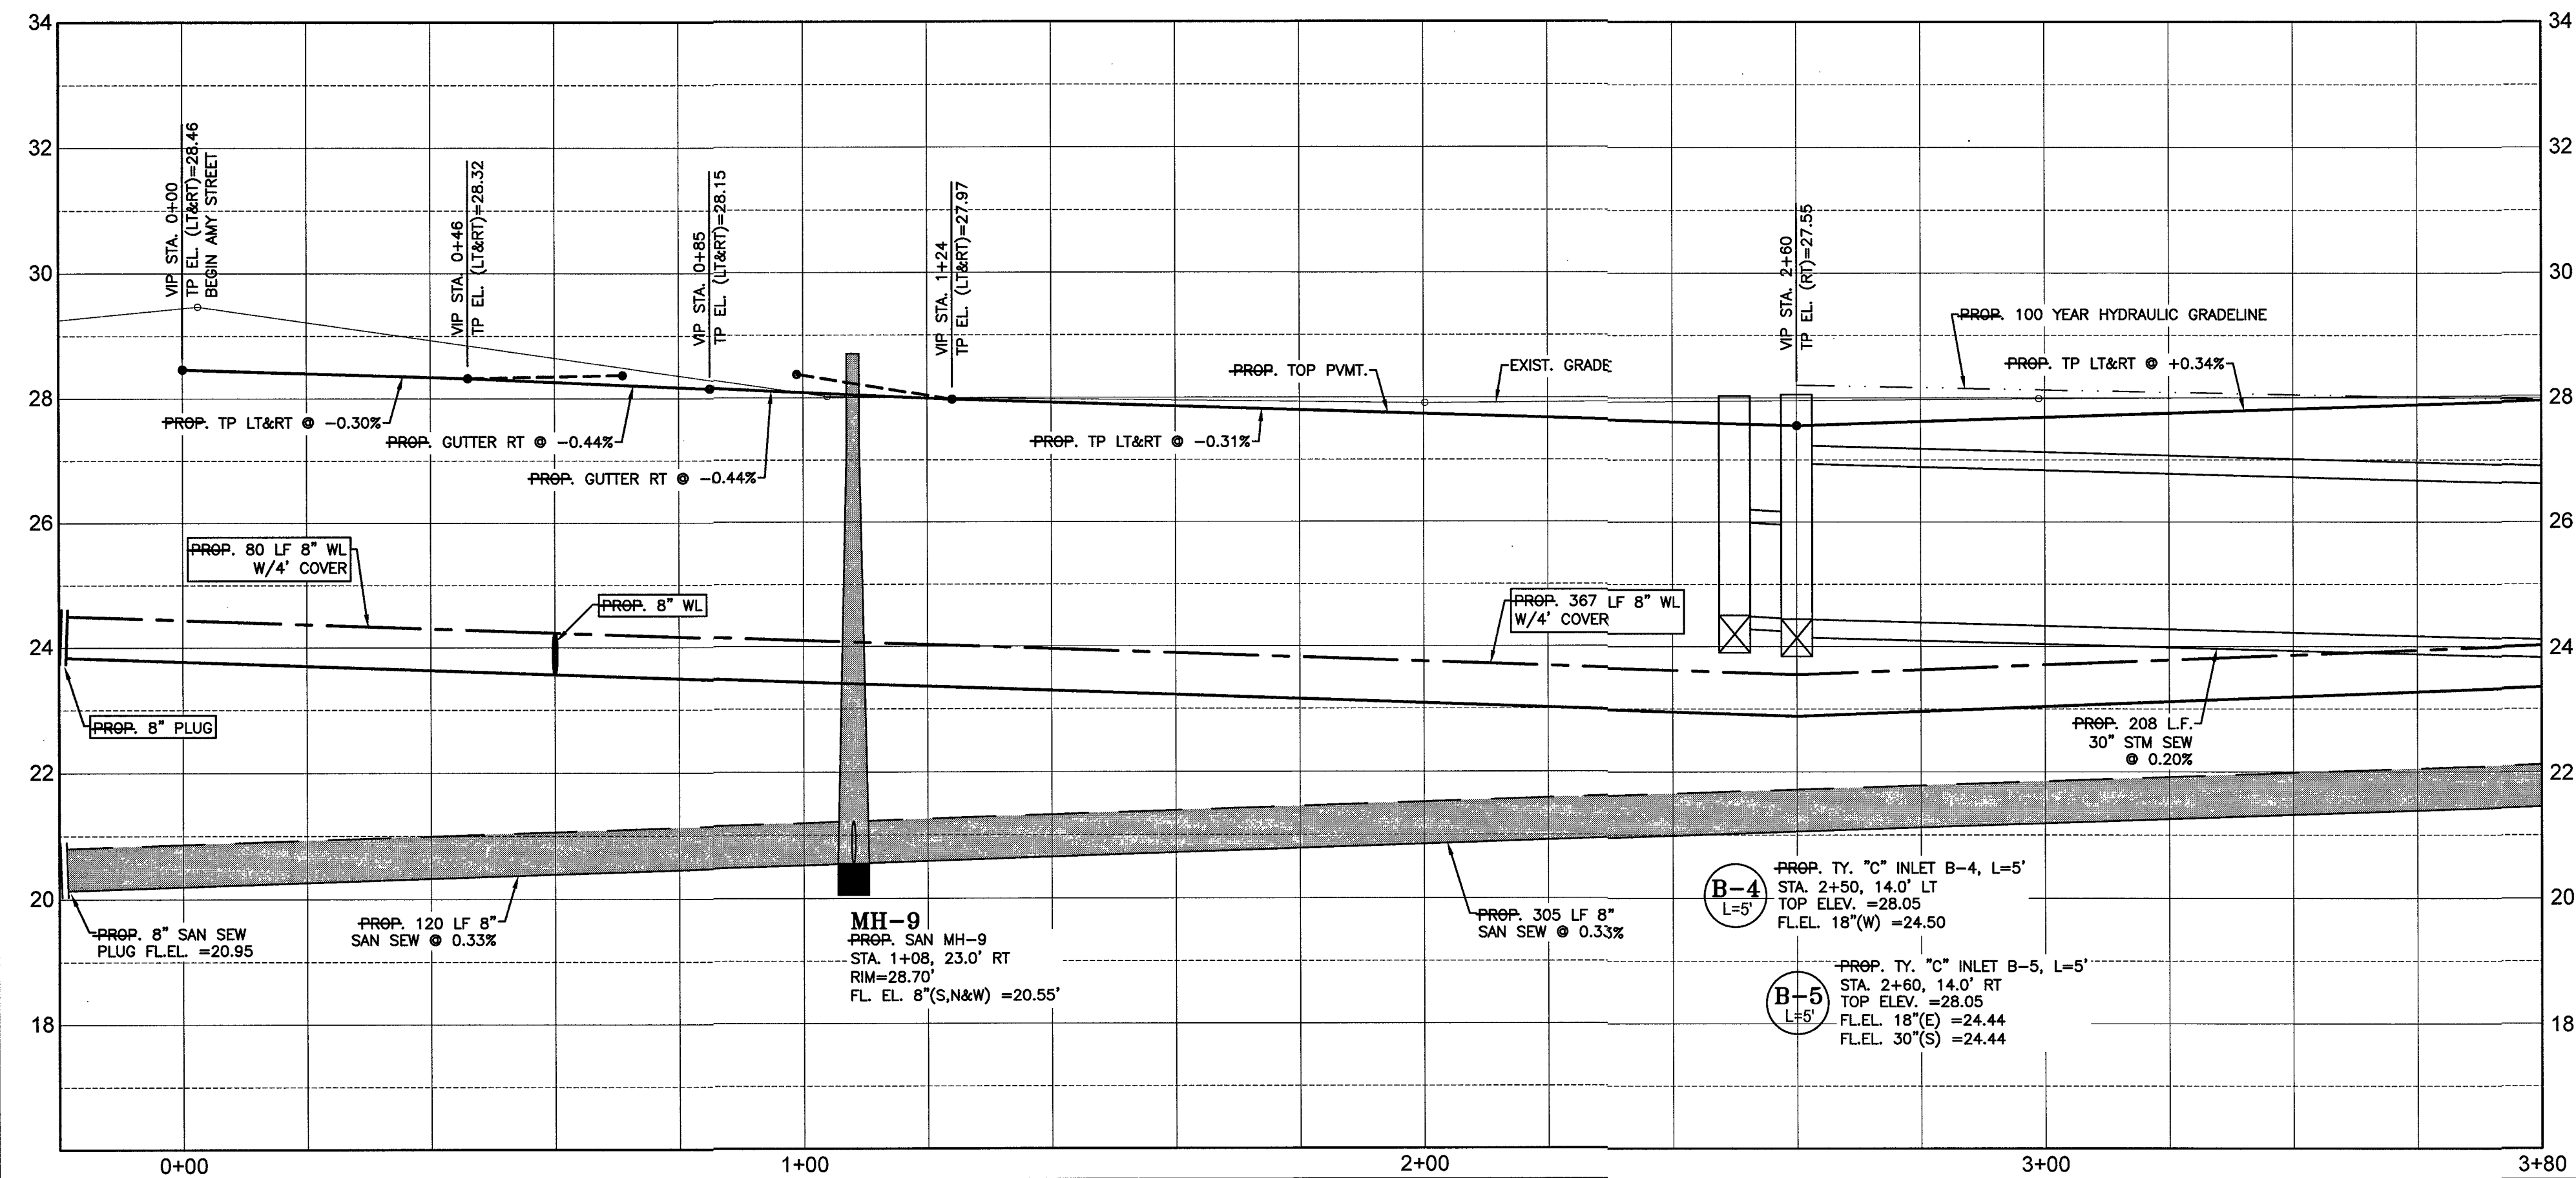 34
34
32
32
30
30
28
28
26
26
24
24
22
22
20
20
18
18
VIP STA. 0+00
TP EL. (LT&RT)=28.46
BEGIN AMY STREET
VIP STA. 0+46
TP EL. (LT&RT)=28.32
VIP STA. 0+85
TP EL. (LT&RT)=28.15
VIP STA. 1+24
TP EL. (LT&RT)=27.97
VIP STA. 2+60
TP EL. (RT)=27.55
PROP. 100 YEAR HYDRAULIC GRADELINE
PROP. TP LT&RT @ +0.34%
PROP. TOP PVMT.
EXIST. GRADE
PROP. TP LT&RT @ -0.30%
PROP. GUTTER RT @ -0.44%
PROP. GUTTER RT @ -0.44%
PROP. TP LT&RT @ -0.31%
PROP. 80 LF 8" WL
W/4' COVER
PROP. 8" WL
PROP. 367 LF 8" WL
W/4' COVER
PROP. 8" PLUG
PROP. 208 L.F.
30" STM SEW
@ 0.20%
PROP. 8" SAN SEW
PLUG FL.EL. =20.95
PROP. 120 LF 8"
SAN SEW @ 0.33%
MH-9
PROP. SAN MH-9
STA. 1+08, 23.0' RT
RIM=28.70'
FL. EL. 8"(S,N&W) =20.55'
PROP. 305 LF 8"
SAN SEW @ 0.33%
B-4
L=5'
PROP. TY. "C" INLET B-4, L=5'
STA. 2+50, 14.0' LT
TOP ELEV. =28.05
FL.EL. 18"(W) =24.50
B-5
L=5'
PROP. TY. "C" INLET B-5, L=5'
STA. 2+60, 14.0' RT
TOP ELEV. =28.05
FL.EL. 18"(E) =24.44
FL.EL. 30"(S) =24.44
0+00
1+00
2+00
3+00
3+80